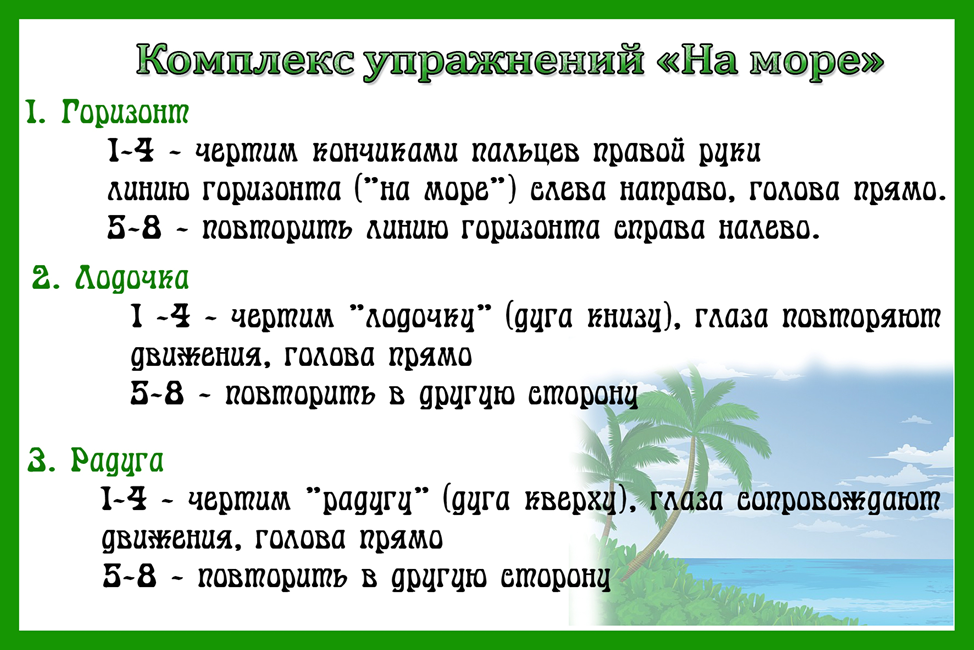 Комплекс упражнений «На море»
1. Горизонт
1-4 - чертим кончиками пальцев правой руки
линию горизонта ("на море") слева направо, голова прямо.
5-8 - повторить линию горизонта справа налево.
2. Лодочка
1 -4 - чертим "лодочку" (дуга книзу), глаза повторяют
движения, голова прямо
5-8 - повторить в другую сторону
3. Радуга
1-4 - чертим "радугу" (дуга кверху), глаза сопровождают
движения, голова прямо
5-8 - повторить в другую сторону